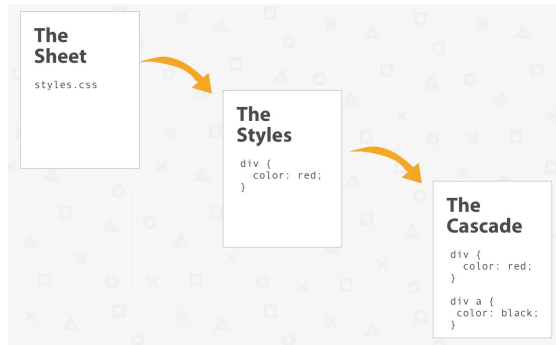 The
Sheet
styles.css
The
Styles
div {
  color: red;
}
The
Cascade
div {
  color: red;
}
div a {
 color: black;
}